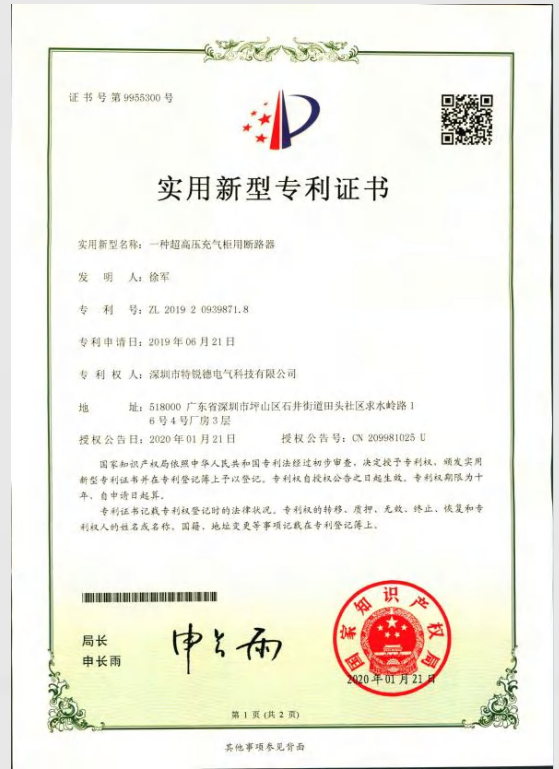 证书号第9955300号
实用新型专利证书
实用新型名称：一种超高压充气柜用断路器
发明人：徐军
专利号：ZL 2019 2 0939871.8
专利申请日：2019年06月21日
专利权人：深圳市特锐德电气科技有限公司
地址：518000 广东省深圳市坪山区石井街道田头社区求水岭路1
6号4号厂房3层
授权公告日：2020年01月21日 授权公告号：CN 209981025 U
国家知识产权局依照中华人民共和国专利法经过初步审查，决定授予专利权，颁发实用
新型专利证书并在专利登记簿上予以登记。专利权自授权公告之日起生效。专利权期限为十
年，自申请日起算。
专利证书记载专利权登记时的法律状况。专利权的转移、质押、无效、终止、恢复和专
利权人的姓名或名称、国籍、地址变更等事项记载在专利登记簿上。
局长
申长雨
申长雨
国家知识产权局
2020年01月21日
第1页(共2页)
其他事项参见背面